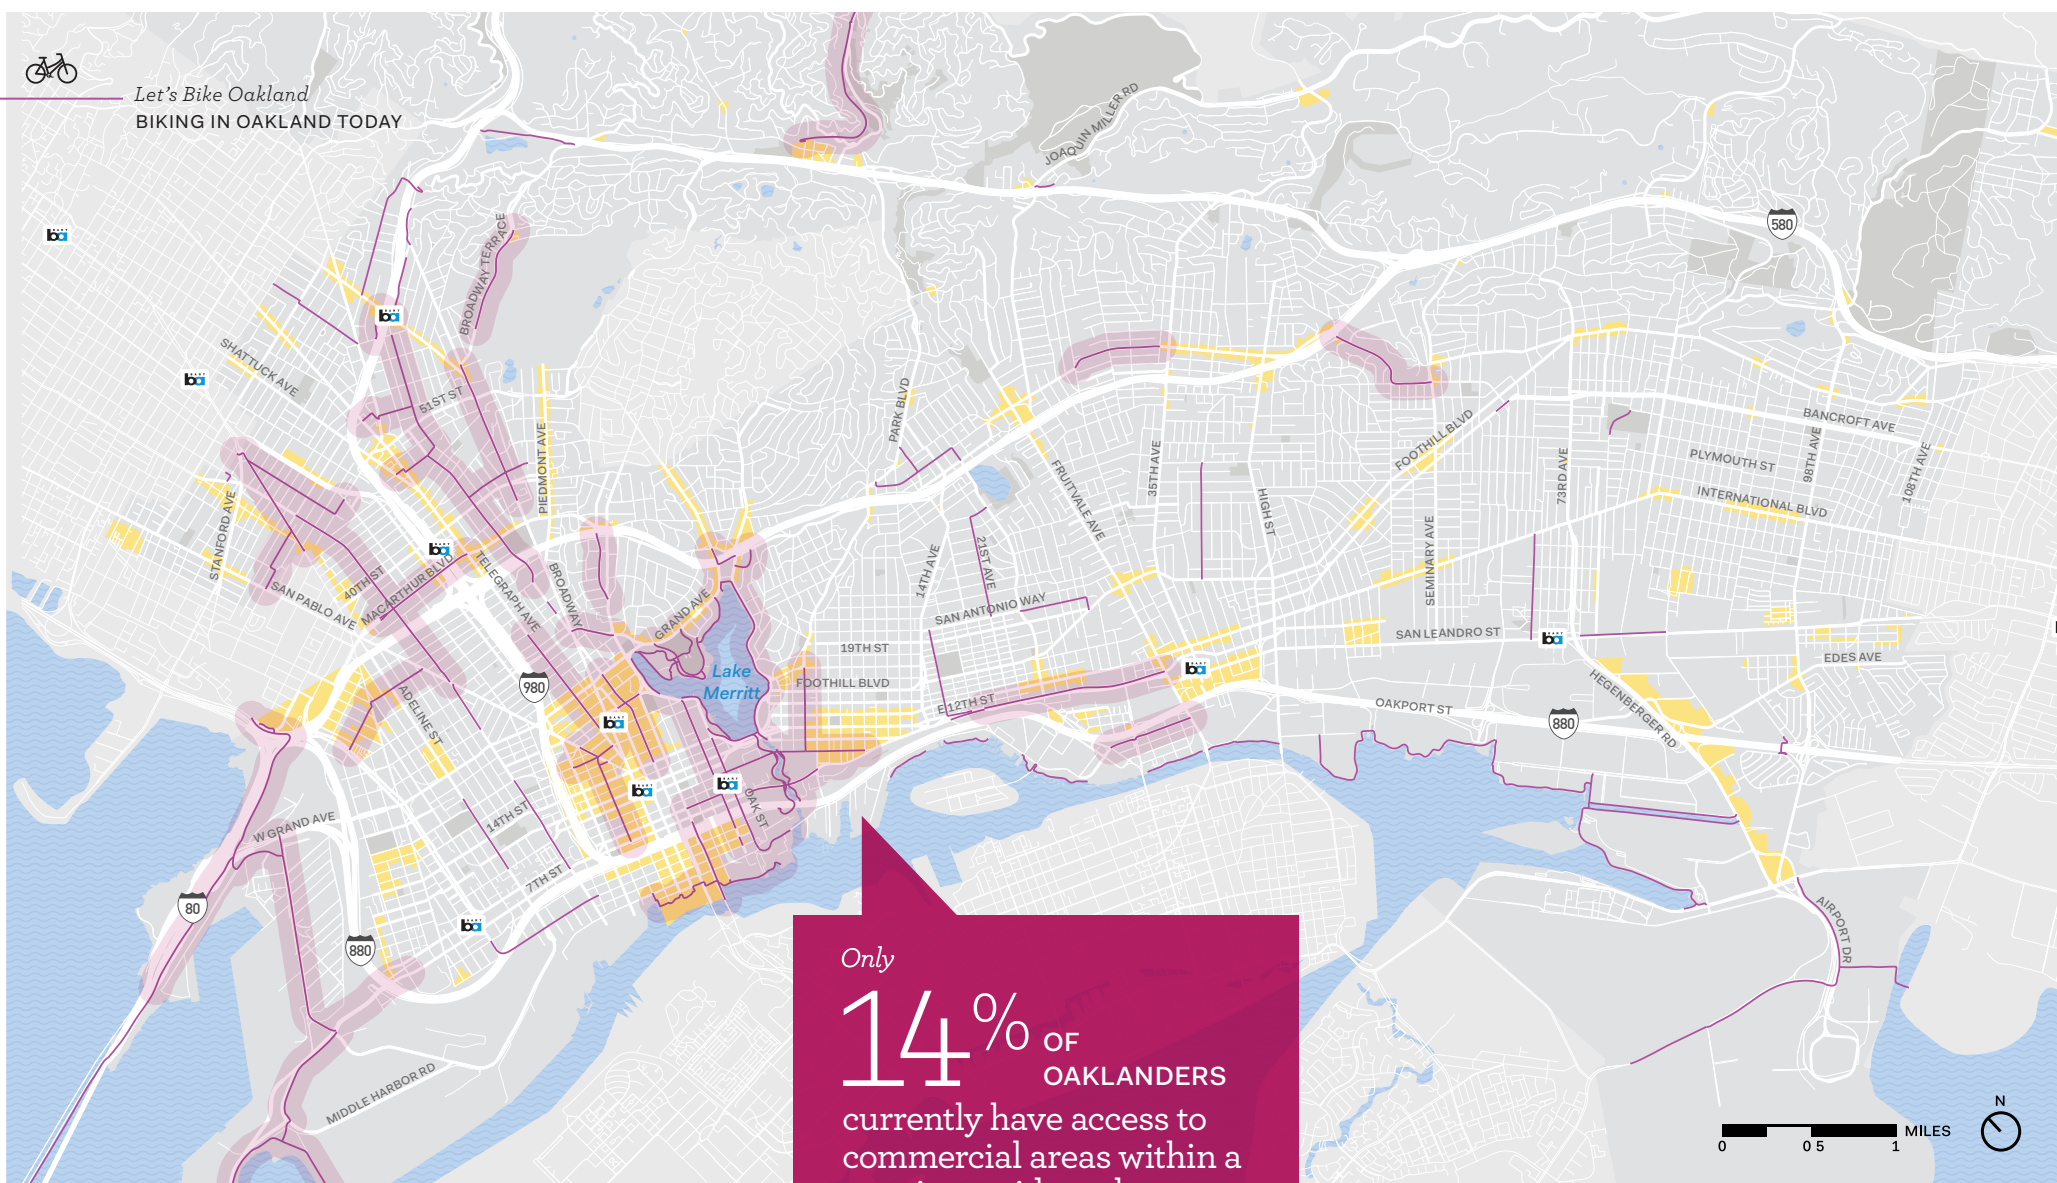 Let's Bike Oakland
BIKING IN OAKLAND TODAY
JOAQUIN MILLER RD
580
BROADWAY TERRACE
SHATTUCK AVE
51ST ST
PIEDMONT AVE
PARK BLVD
FRUITVALE AVE
35TH AVE
HIGH ST
FOOTHILL BLVD
SEMINARY AVE
73RD AVE
BANCROFT AVE
PLYMOUTH ST
98TH AVE
108TH AVE
INTERNATIONAL BLVD
STANFORD AVE
SAN PABLO AVE
40TH ST
MACARTHUR BLVD
TELEGRAPH AVE
BROADWAY
GRAND AVE
14TH AVE
21ST AVE
SAN ANTONIO WAY
19TH ST
FOOTHILL BLVD
Lake
Merritt
E 12TH ST
SAN LEANDRO ST
EDES AVE
HEGENBERGER RD
OAKPORT ST
880
980
ADELINE ST
OAK ST
14TH ST
7TH ST
W GRAND AVE
80
880
MIDDLE HARBOR RD
AIRPORT DR
Only
14% OF
OAKLANDERS
currently have access to
commercial areas within a
N
MILES
0 0 5 1